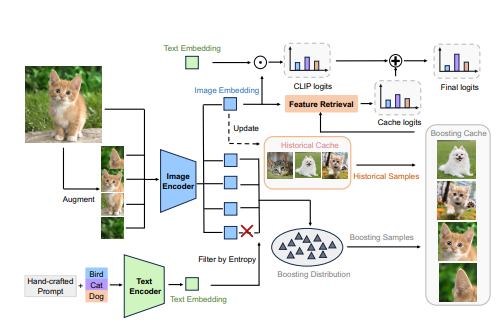 Text Embedding
CLIP logits
Final logits
Image Embedding
Feature Retrieval
Cache logits
Update
Boosting Cache
Historical Cache
Augment
Image
Encoder
Historical Samples
Boosting Samples
Filter by Entropy
Boosting Distribution
Hand-crafted
Prompt
+
Bird
Cat
Dog
Text
Encoder
Text Embedding